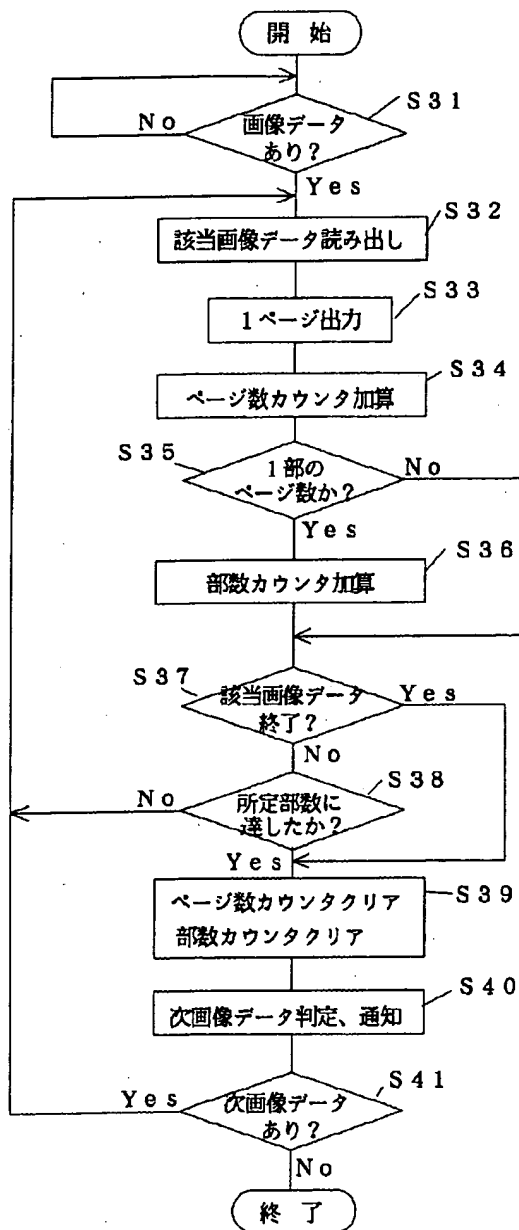 開 始
S31
No
画像データ
あり?
Yes
S32
該当画像データ読み出し
S33
1ページ出力
S34
ページ数カウンタ加算
S35
1部の
ページ数か?
No
Yes
S36
部数カウンタ加算
S37
該当画像データ
終了?
Yes
No
S38
No
所定部数に
達したか?
Yes
S39
ページ数カウンタクリア
部数カウンタクリア
S40
次画像データ判定、通知
S41
Yes
次画像データ
あり?
No
終 了